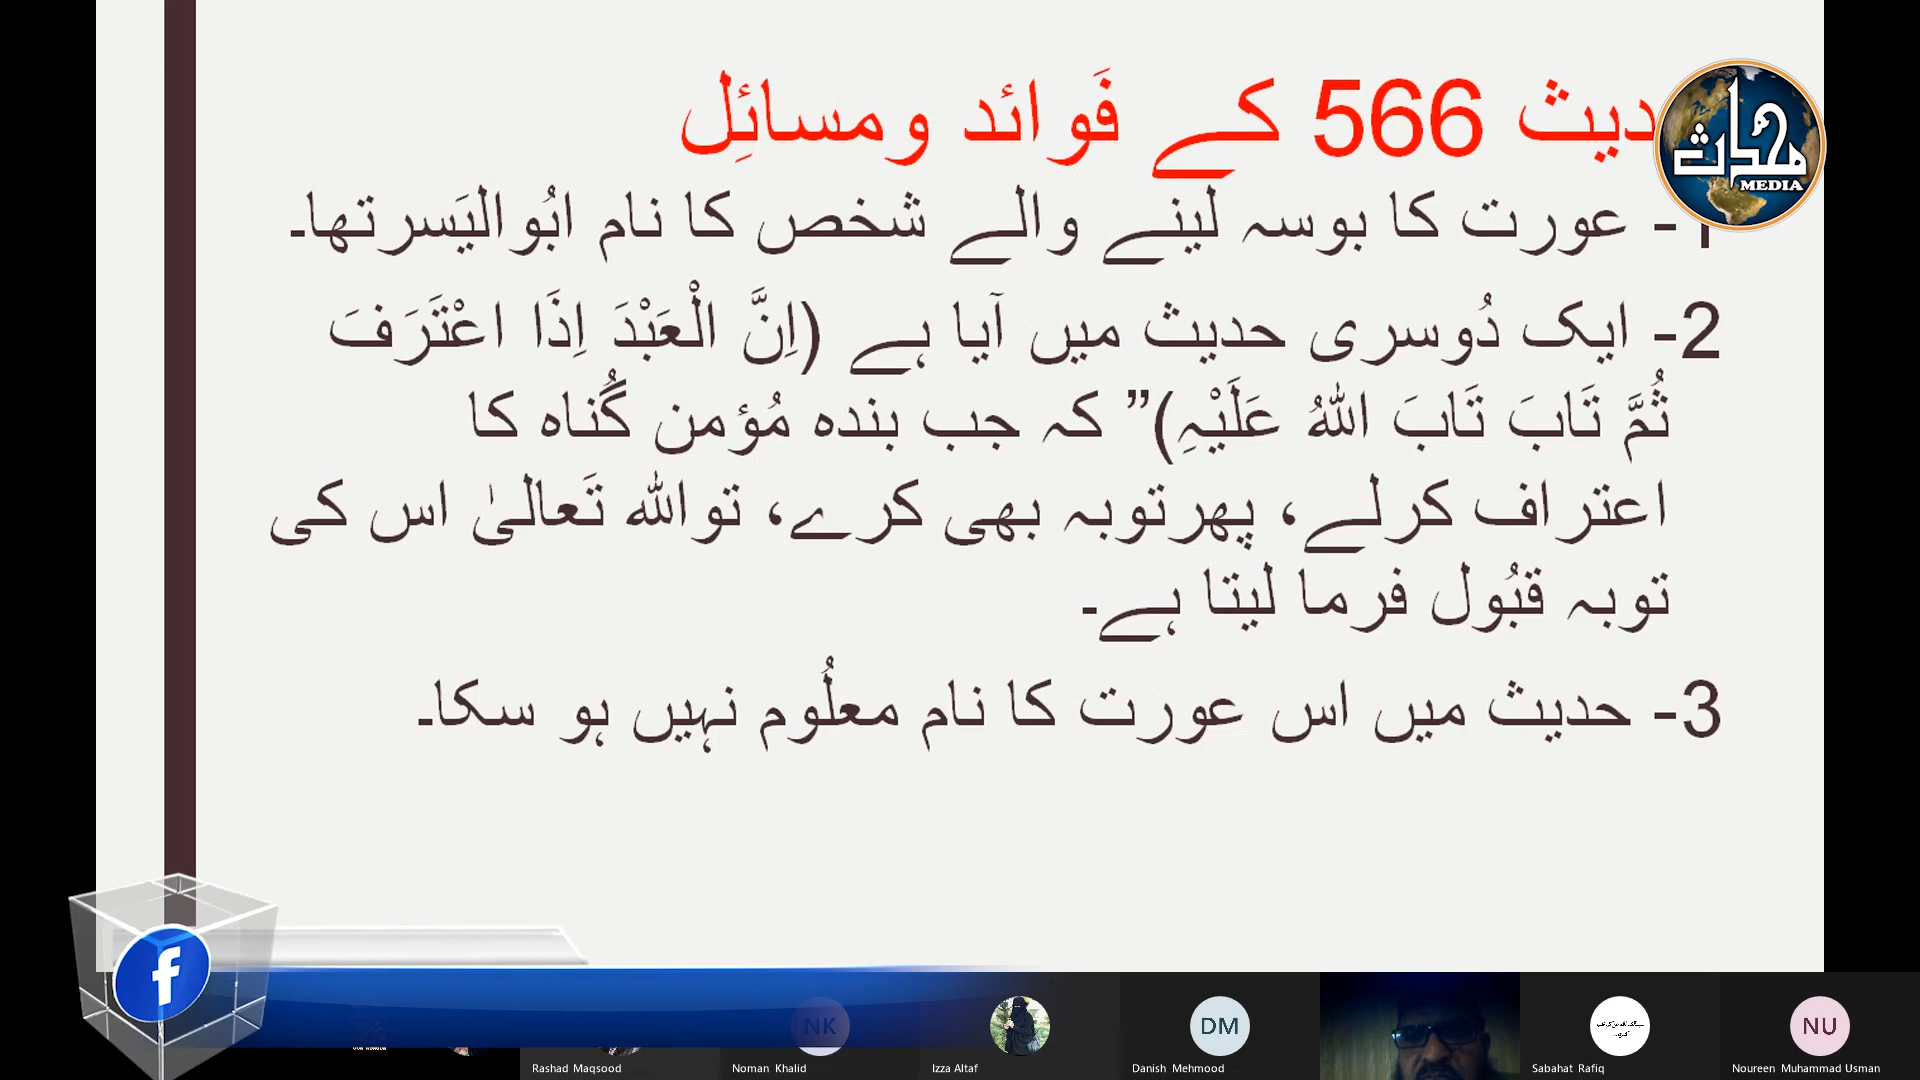 حدیث 566 کے فَوائد ومسائِل
محدث
MEDIA
1- عورت کا بوسہ لینے والے شخص کا نام ابُوالیَسرتھا۔
2- ایک دُوسری حدیث میں آیا ہے (اِنَّ الْعَبْدَ اِذَا اعْتَرَفَ
ثُمَّ تَابَ تَابَ اللہُ عَلَیْہِ)” کہ جب بندہ مُؤمن گُناہ کا
اعتراف کرلے، پھرتوبہ بھی کرے، تواللہ تَعالیٰ اس کی
توبہ قبُول فرما لیتا ہے۔
3- حدیث میں اس عورت کا نام معلُوم نہیں ہو سکا۔
f
NK
DM
NU
Rashad Maqsood
Noman Khalid
Izza Altaf
Danish Mehmood
Sabahat Rafiq
Noureen Muhammad Usman